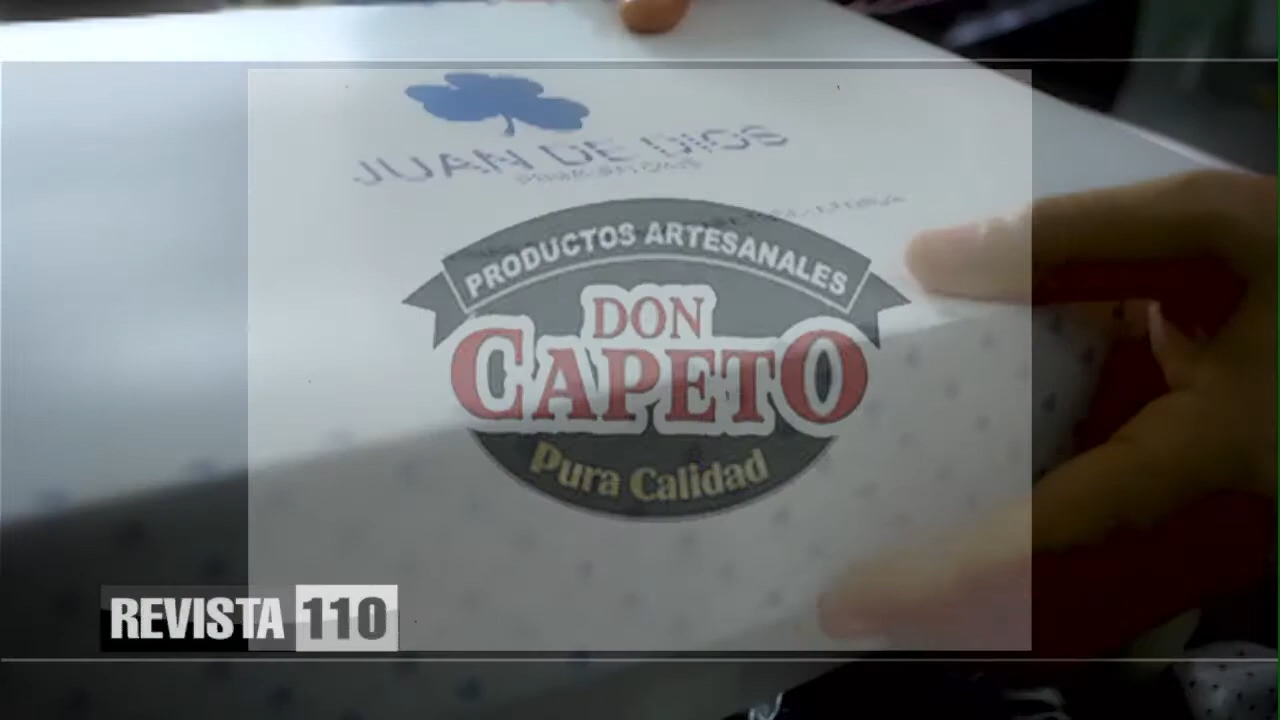 JUAN DE DIOS
PRODUCTOS ARTESANALES
DON
CAPETO
Pura Calidad
REVISTA 110